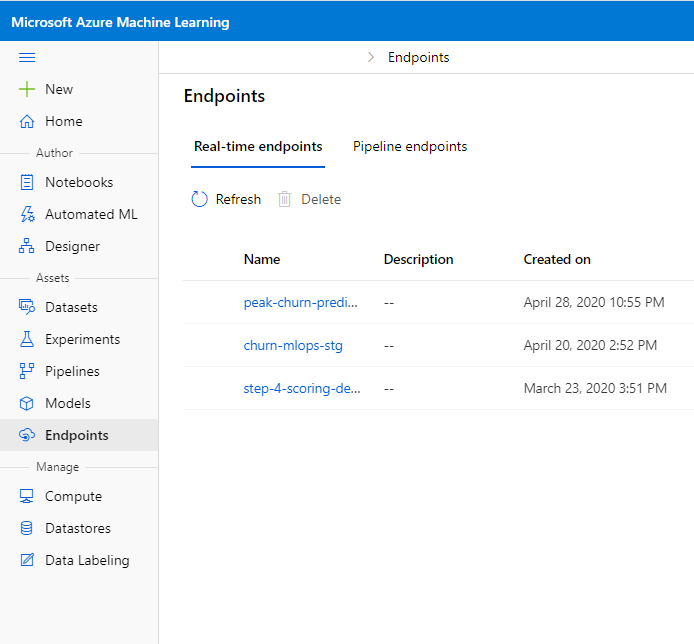 Microsoft Azure Machine Learning
Endpoints
New
Home
Author
Notebooks
Automated ML
Designer
Assets
Datasets
Experiments
Pipelines
Models
Endpoints
Manage
Compute
Datastores
Data Labeling
Endpoints
Real-time endpoints Pipeline endpoints
Refresh Delete
Name Description Created on
peak-churn-predi... -- April 28, 2020 10:55 PM
churn-mlops-stg -- April 20, 2020 2:52 PM
step-4-scoring-de... -- March 23, 2020 3:51 PM